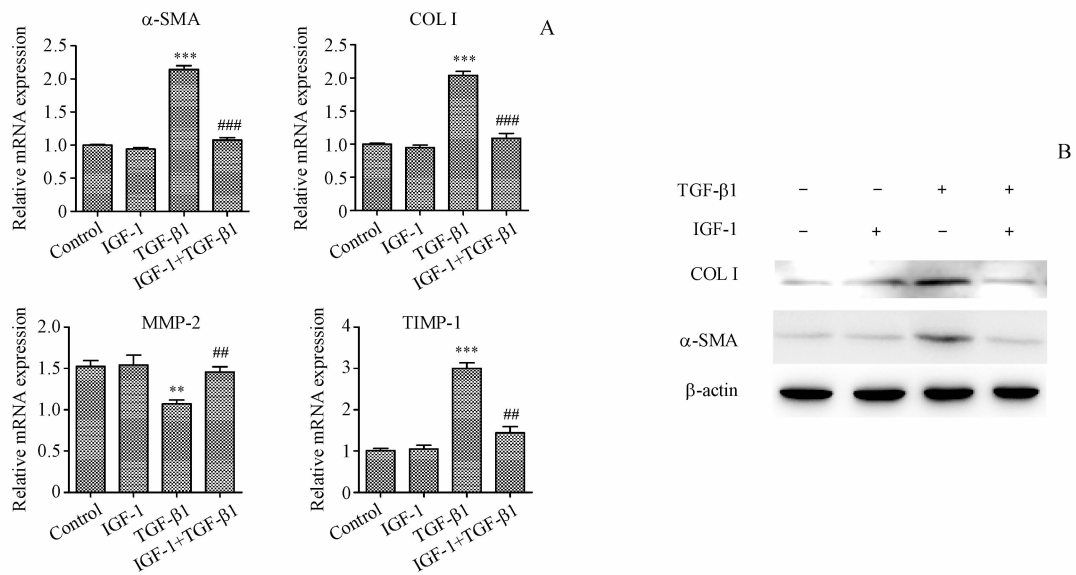 A
α-SMA
Relative mRNA expression
2.5
2.0
1.5
1.0
0.5
0
***
###
Control
IGF-1
TGF-β1
IGF-1+TGF-β1
COL I
Relative mRNA expression
2.5
2.0
1.5
1.0
0.5
0
***
###
Control
IGF-1
TGF-β1
IGF-1+TGF-β1
MMP-2
Relative mRNA expression
2.0
1.5
1.0
0.5
0
**
##
Control
IGF-1
TGF-β1
IGF-1+TGF-β1
TIMP-1
Relative mRNA expression
4
3
2
1
0
***
##
Control
IGF-1
TGF-β1
IGF-1+TGF-β1
B
TGF-β1 – – + +
IGF-1 – + – +
COL I
α-SMA
β-actin